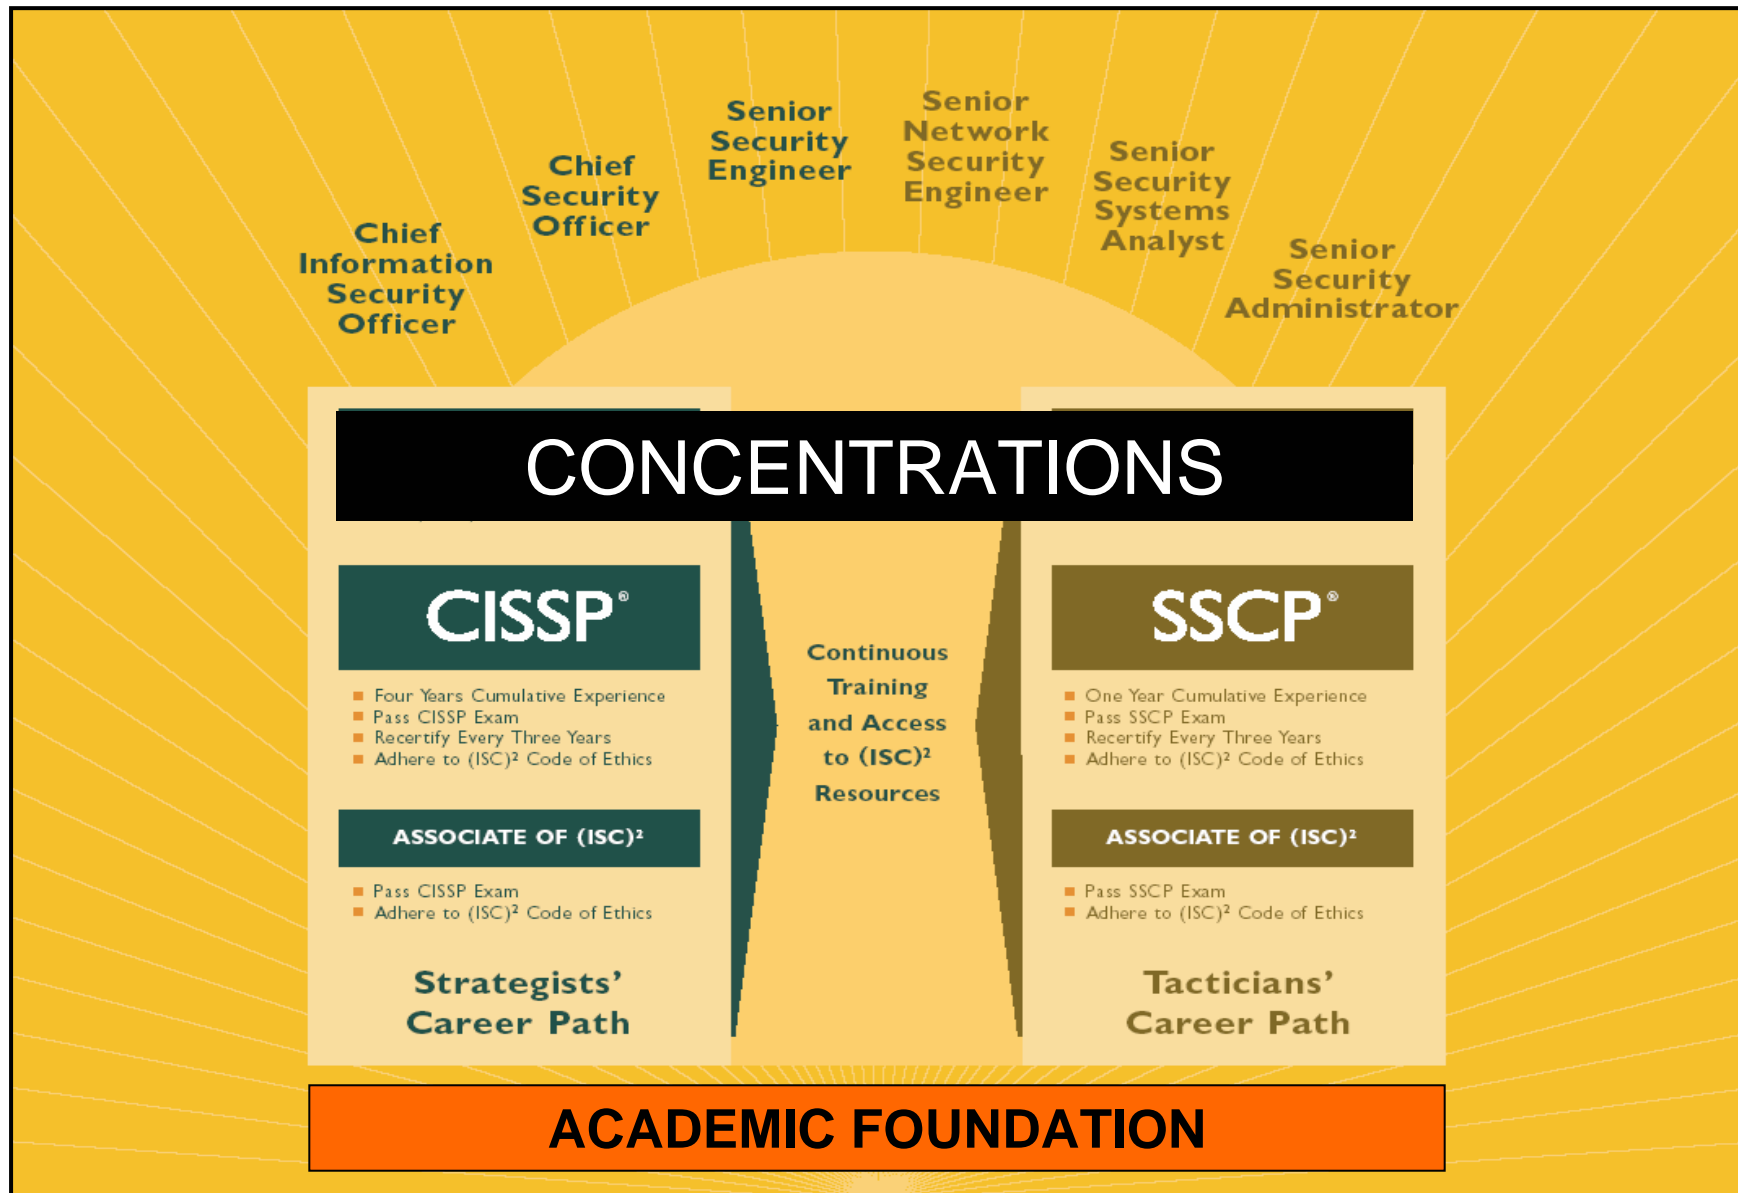 Senior
Security
Engineer
Senior
Network
Security
Engineer
Chief
Security
Officer
Senior
Security
Systems
Analyst
Chief
Information
Security
Officer
Senior
Security
Administrator
CONCENTRATIONS
CISSP®
Four Years Cumulative Experience
Pass CISSP Exam
Recertify Every Three Years
Adhere to (ISC)² Code of Ethics
ASSOCIATE OF (ISC)²
Pass CISSP Exam
Adhere to (ISC)² Code of Ethics
Strategists’
Career Path
Continuous
Training
and Access
to (ISC)²
Resources
SSCP®
One Year Cumulative Experience
Pass SSCP Exam
Recertify Every Three Years
Adhere to (ISC)² Code of Ethics
ASSOCIATE OF (ISC)²
Pass SSCP Exam
Adhere to (ISC)² Code of Ethics
Tacticians’
Career Path
ACADEMIC FOUNDATION